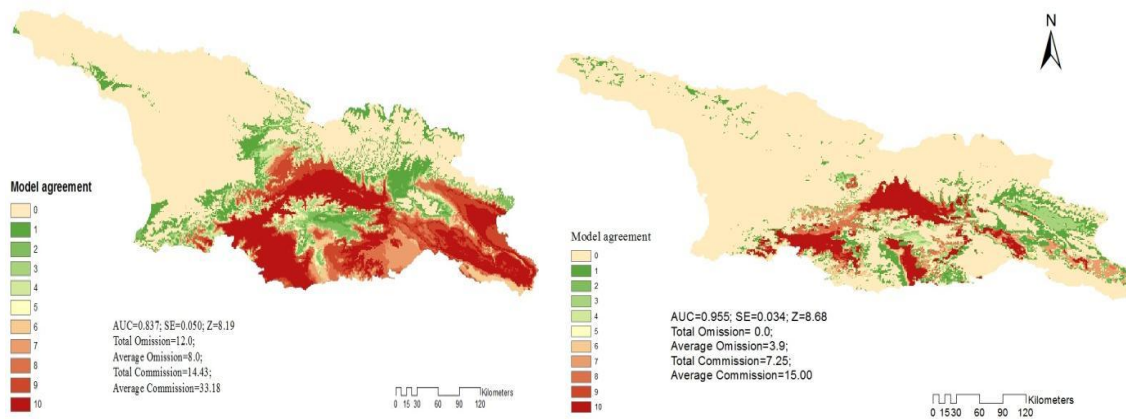 Model agreement
0
1
2
3
4
5
6
7
8
9
10
AUC=0.837; SE=0.050; Z=8.19
Total Omission=12.0;
Average Omission=8.0;
Total Commission=14.43;
Average Commission=33.18
Kilometers
0 15 30 60 90 120
N
Model agreement
0
1
2
3
4
5
6
7
8
9
10
AUC=0.955; SE=0.034; Z=8.68
Total Omission= 0.0;
Average Omission=3.9;
Total Commission=7.25;
Average Commission=15.00
Kilometers
0 1530 60 90 120